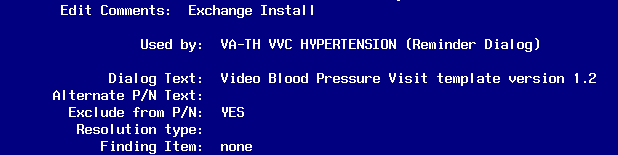 Edit Comments: Exchange Install
Used by: VA-TH VVC HYPERTENSION (Reminder Dialog)
Dialog Text: Video Blood Pressure Visit template version 1.2
Alternate P/N Text:
Exclude from P/N: YES
Resolution type:
Finding Item: none